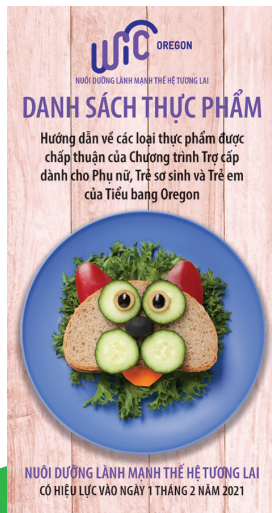 WIC OREGON
NUÔI DƯỠNG LÀNH MẠNH THẾ HỆ TƯƠNG LAI
DANH SÁCH THỰC PHẨM
Hướng dẫn về các loại thực phẩm được
chấp thuận của Chương trình Trợ cấp
dành cho Phụ nữ, Trẻ sơ sinh và Trẻ em
của Tiểu bang Oregon
NUÔI DƯỠNG LÀNH MẠNH THẾ HỆ TƯƠNG LAI
CÓ HIỆU LỰC VÀO NGÀY 1 THÁNG 2 NĂM 2021